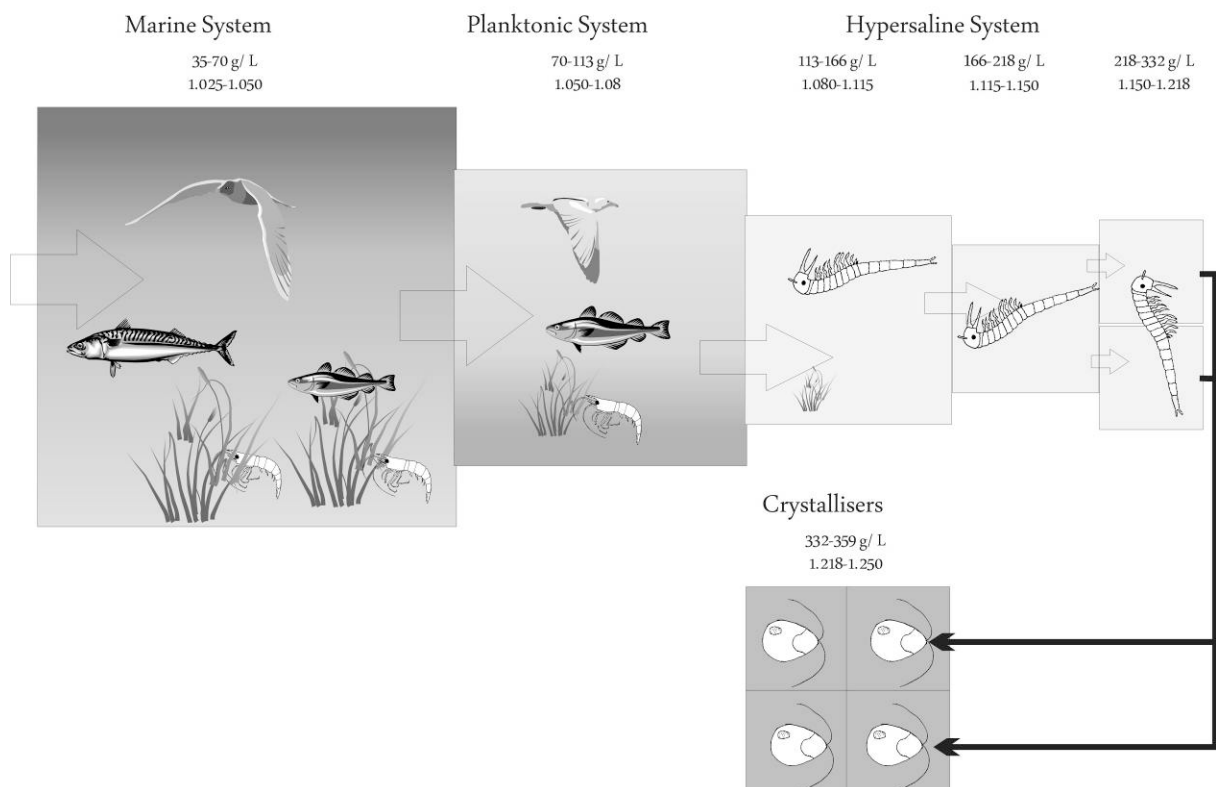 Marine System
35-70 g/ L
1.025-1.050
Planktonic System
70-113 g/ L
1.050-1.08
Hypersaline System
113-166 g/ L
1.080-1.115
166-218 g/ L
1.115-1.150
218-332 g/ L
1.150-1.218
Crystallisers
332-359 g/ L
1.218-1.250